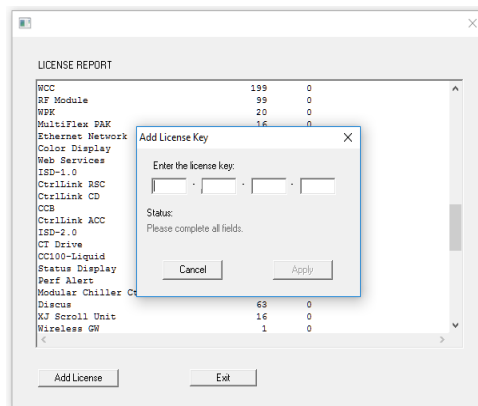 LICENSE REPORT
WCC 199 0
RF Module 99 0
WPK 20 0
MultiFlex PAK 16 0
Ethernet Network
Color Display
Web Services
ISD-1.0
CtrlLink RSC
CtrlLink CD
CCB
CtrlLink ACC
ISD-2.0
CT Drive
CC100-Liquid
Status Display
Perf Alert
Modular Chiller Ct
Discus 63 0
XJ Scroll Unit 16 0
Wireless GW 1 0
Add License Key
Enter the license key:
- - -
Status:
Please complete all fields.
Cancel Apply
Add License Exit